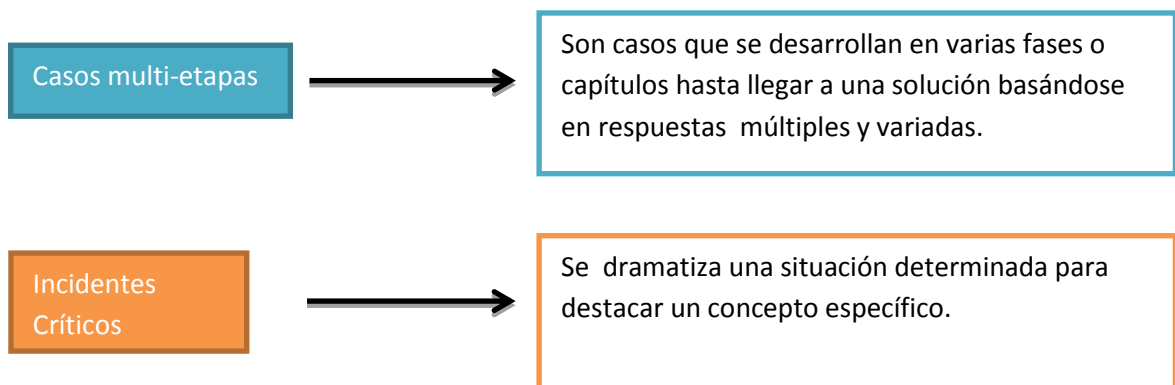 Casos multi-etapas
Son casos que se desarrollan en varias fases o
capítulos hasta llegar a una solución basándose
en respuestas múltiples y variadas.
Incidentes
Críticos
Se dramatiza una situación determinada para
destacar un concepto específico.